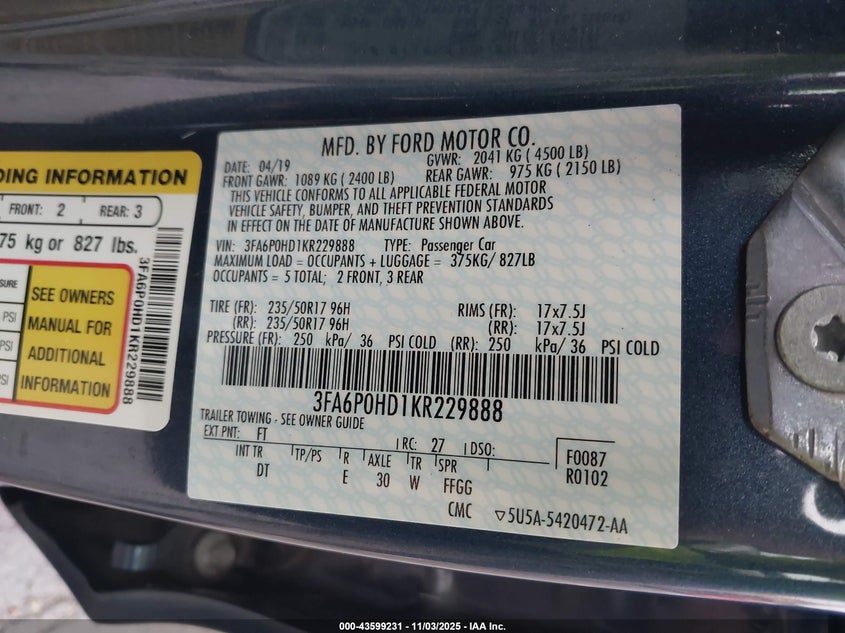 DING INFORMATION
FRONT: 2 REAR: 3
75 kg or 827 lbs.
SURE
PSI
PSI
PSI
SEE OWNERS
MANUAL FOR
ADDITIONAL
INFORMATION
3FA6P0HD1KR229888
MFD. BY FORD MOTOR CO.
DATE: 04/19 GVWR: 2041 KG ( 4500 LB)
FRONT GAWR: 1089 KG ( 2400 LB) REAR GAWR: 975 KG ( 2150 LB)
THIS VEHICLE CONFORMS TO ALL APPLICABLE FEDERAL MOTOR
VEHICLE SAFETY, BUMPER, AND THEFT PREVENTION STANDARDS
IN EFFECT ON THE DATE OF MANUFACTURE SHOWN ABOVE.
VIN: 3FA6P0HD1KR229888 TYPE: Passenger Car
MAXIMUM LOAD = OCCUPANTS + LUGGAGE = 375KG/ 827LB
OCCUPANTS = 5 TOTAL; 2 FRONT, 3 REAR
TIRE (FR): 235/50R17 96H RIMS (FR): 17x7.5J
(RR): 235/50R17 96H (RR): 17x7.5J
PRESSURE (FR): 250 kPa/ 36 PSI COLD (RR): 250 kPa/ 36 PSI COLD
3FA6P0HD1KR229888
TRAILER TOWING - SEE OWNER GUIDE
EXT PNT: FT RC: 27 DSO:
INT TR TP/PS R AXLE TR SPR F0087
DT E 30 W FFGG R0102
CMC ▽5U5A-5420472-AA
000-43599231 - 11/03/2025 - IAA Inc.